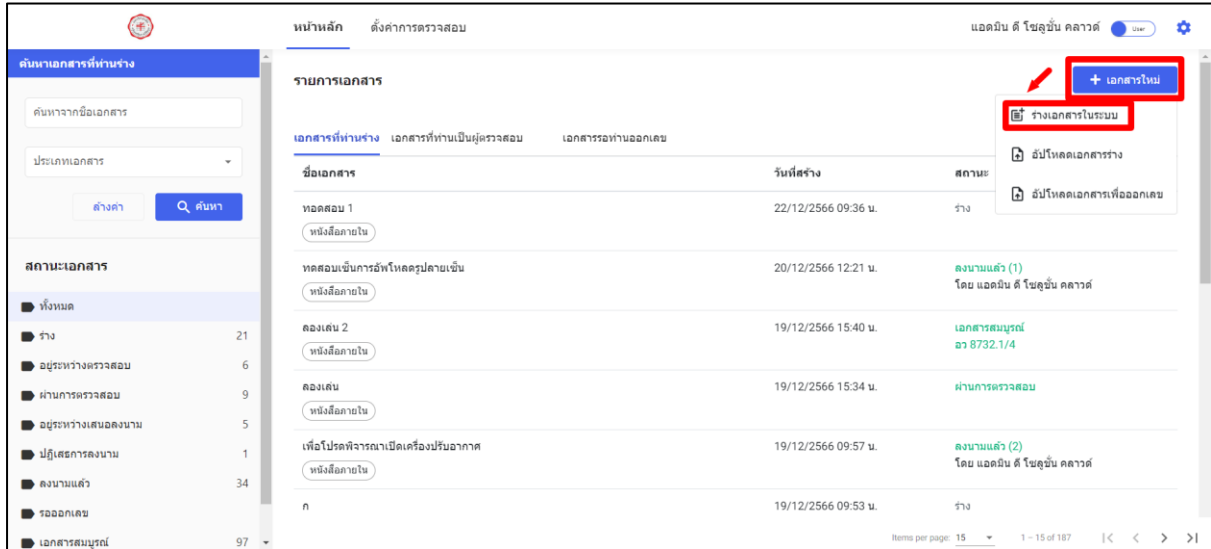 หน้าหลัก ตั้งค่าการตรวจสอบ แอดมิน ดี โซลูชั่น คลาวด์ User
ค้นหาเอกสารที่ท่านร่าง
ค้นหาจากชื่อเอกสาร
ประเภทเอกสาร
ล้างค่า ค้นหา
สถานะเอกสาร
ทั้งหมด
ร่าง 21
อยู่ระหว่างตรวจสอบ 6
ผ่านการตรวจสอบ 9
อยู่ระหว่างเสนอลงนาม 5
ปฏิเสธการลงนาม 1
ลงนามแล้ว 34
รอออกเลข
เอกสารสมบูรณ์ 97
รายการเอกสาร
+ เอกสารใหม่
ร่างเอกสารในระบบ
อัปโหลดเอกสารร่าง
อัปโหลดเอกสารเพื่อออกเลข
เอกสารที่ท่านร่าง เอกสารที่ท่านเป็นผู้ตรวจสอบ เอกสารรอท่านออกเลข
ชื่อเอกสาร วันที่สร้าง สถานะ
ทอดสอบ 1 22/12/2566 09:36 น. ร่าง
หนังสือภายใน
ทดสอบเซ็นการอัพโหลดรูปลายเซ็น 20/12/2566 12:21 น. ลงนามแล้ว (1)
โดย แอดมิน ดี โซลูชั่น คลาวด์
หนังสือภายใน
ลองเล่น 2 19/12/2566 15:40 น. เอกสารสมบูรณ์
อว 8732.1/4
หนังสือภายใน
ลองเล่น 19/12/2566 15:34 น. ผ่านการตรวจสอบ
หนังสือภายใน
เพื่อโปรดพิจารณาเปิดเครื่องปรับอากาศ 19/12/2566 09:57 น. ลงนามแล้ว (2)
โดย แอดมิน ดี โซลูชั่น คลาวด์
หนังสือภายใน
ก 19/12/2566 09:53 น. ร่าง
Items per page: 15 1 – 15 of 187